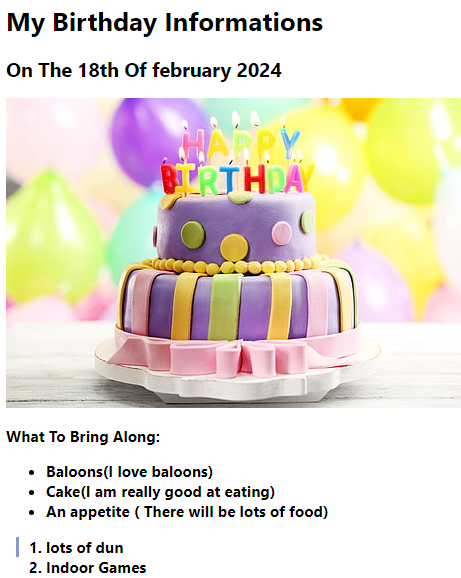 My Birthday Informations
On The 18th Of february 2024
HAPPY
BIRTHDAY
What To Bring Along:
• Baloons(I love baloons)
• Cake(I am really good at eating)
• An appetite ( There will be lots of food)
1. lots of dun
2. Indoor Games